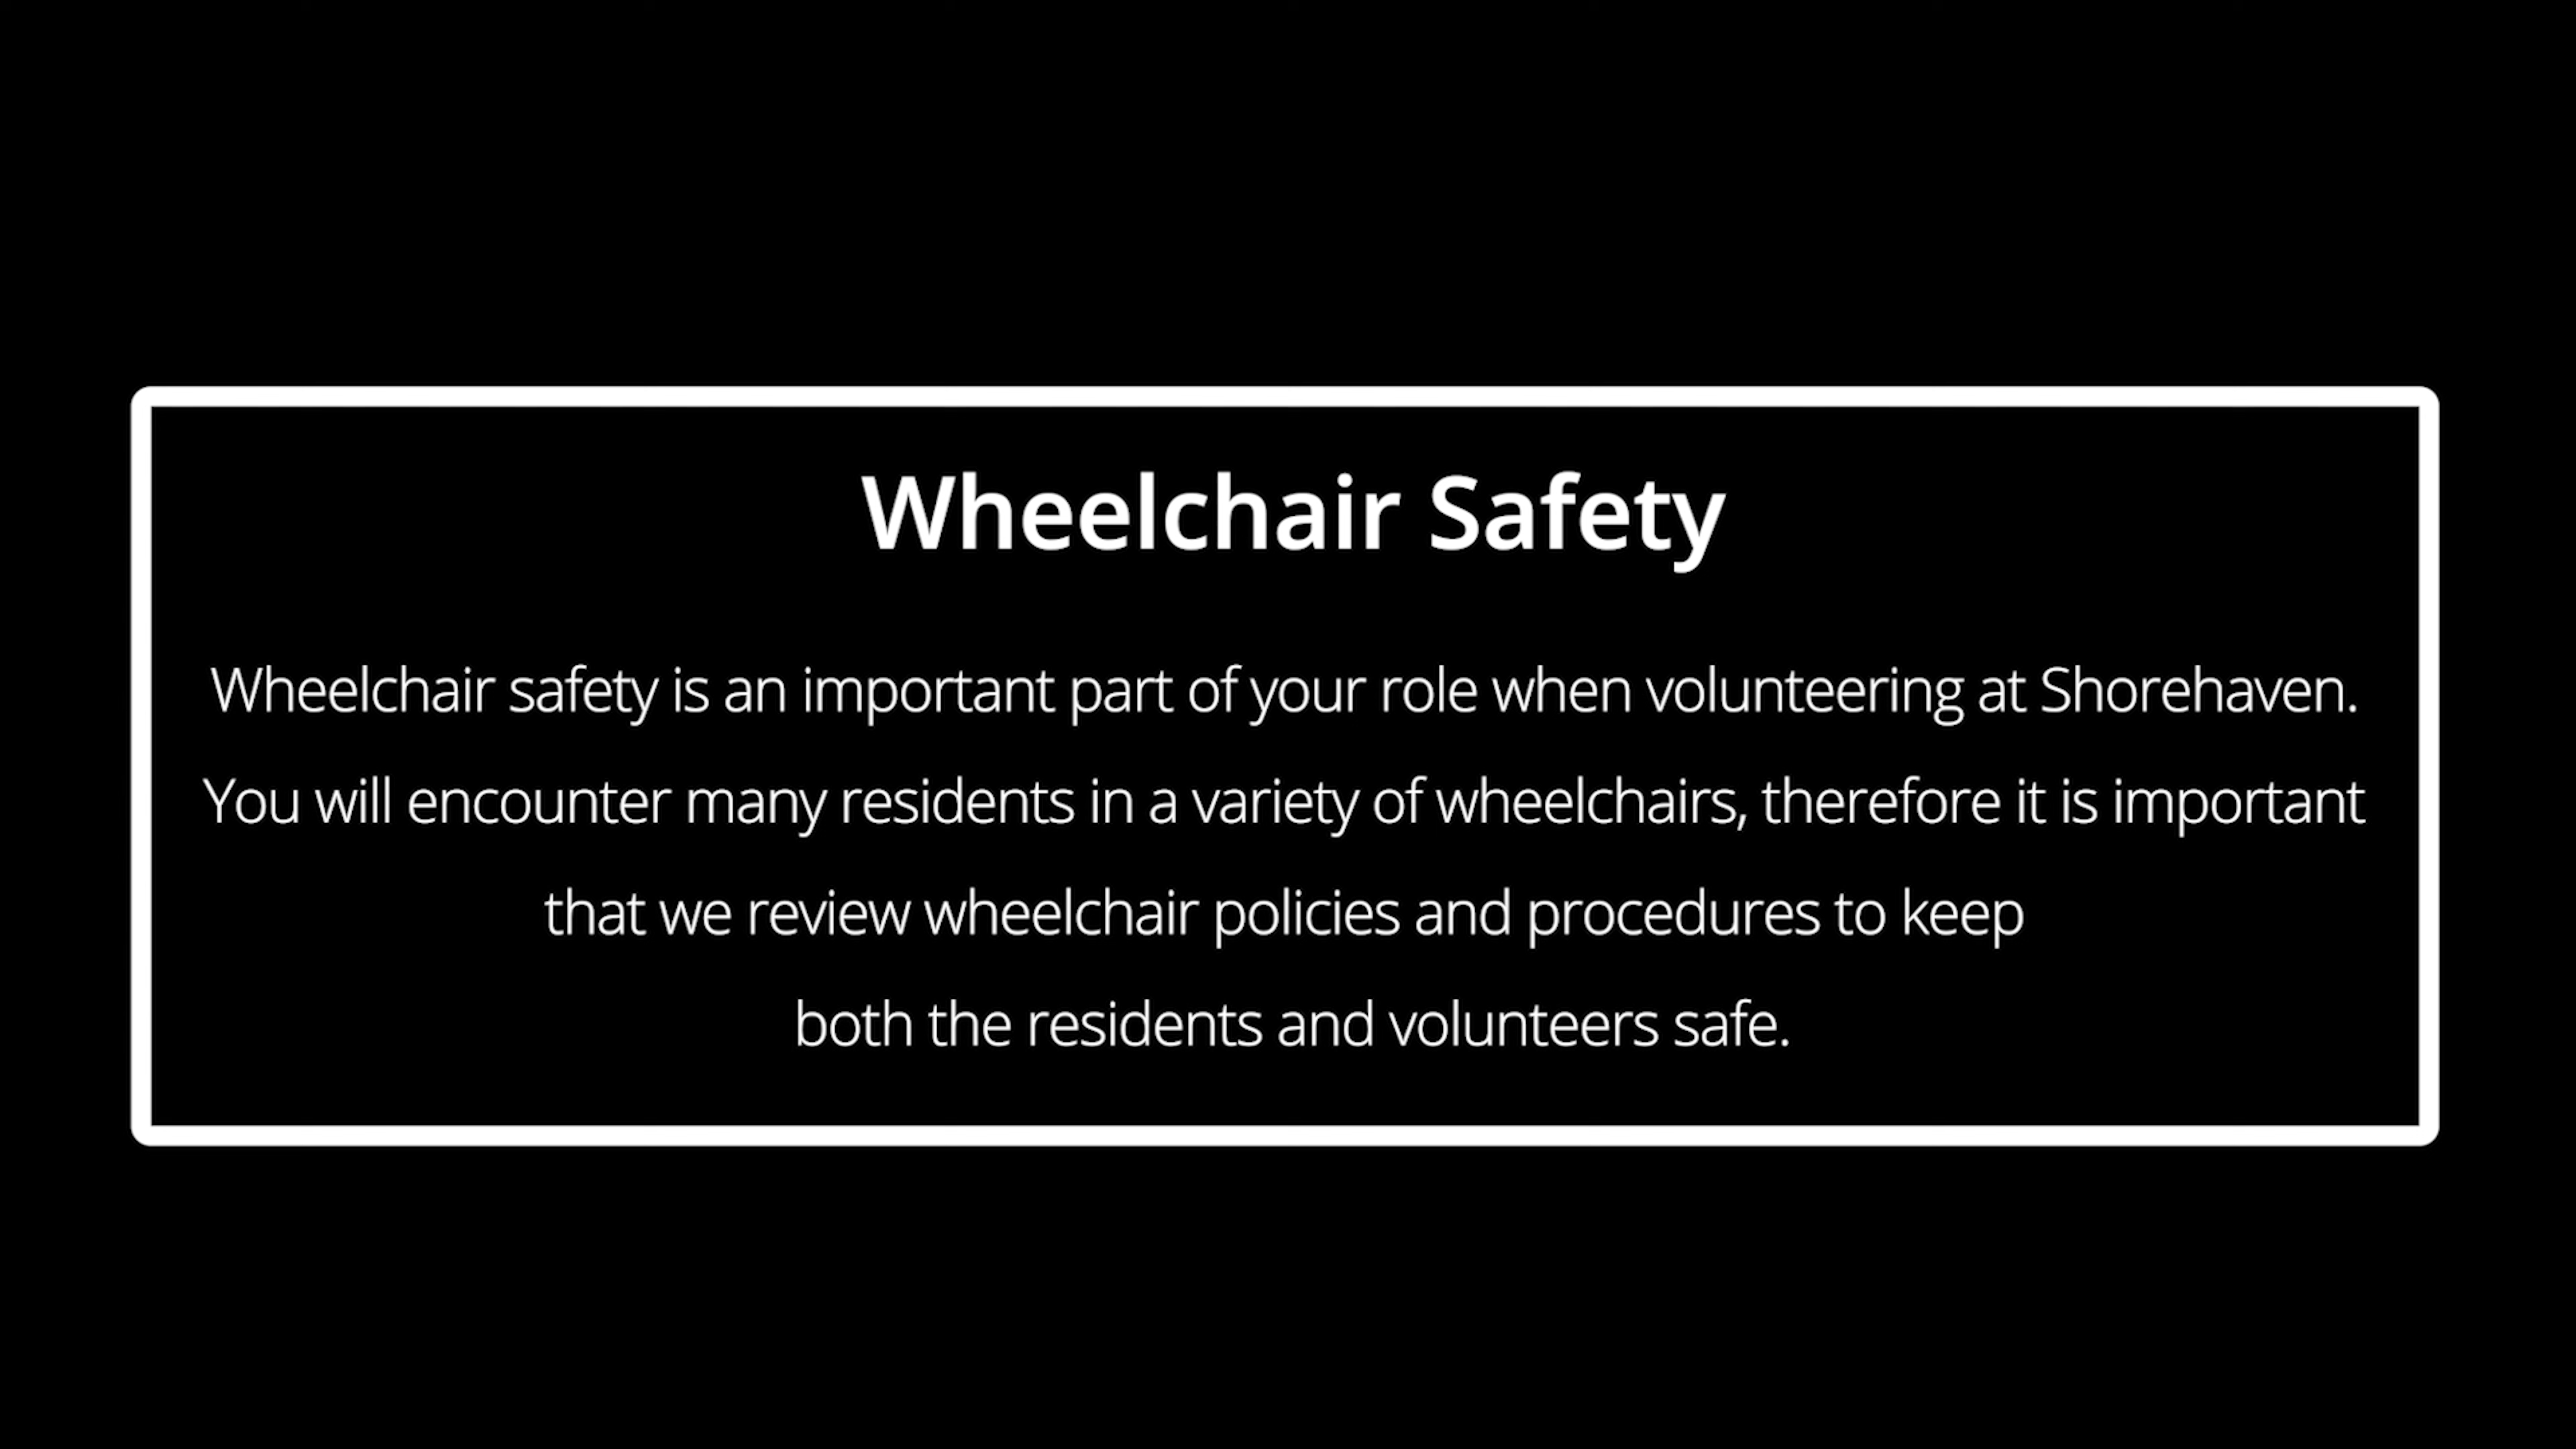 Wheelchair Safety
Wheelchair safety is an important part of your role when volunteering at Shorehaven.
You will encounter many residents in a variety of wheelchairs, therefore it is important
that we review wheelchair policies and procedures to keep
both the residents and volunteers safe.